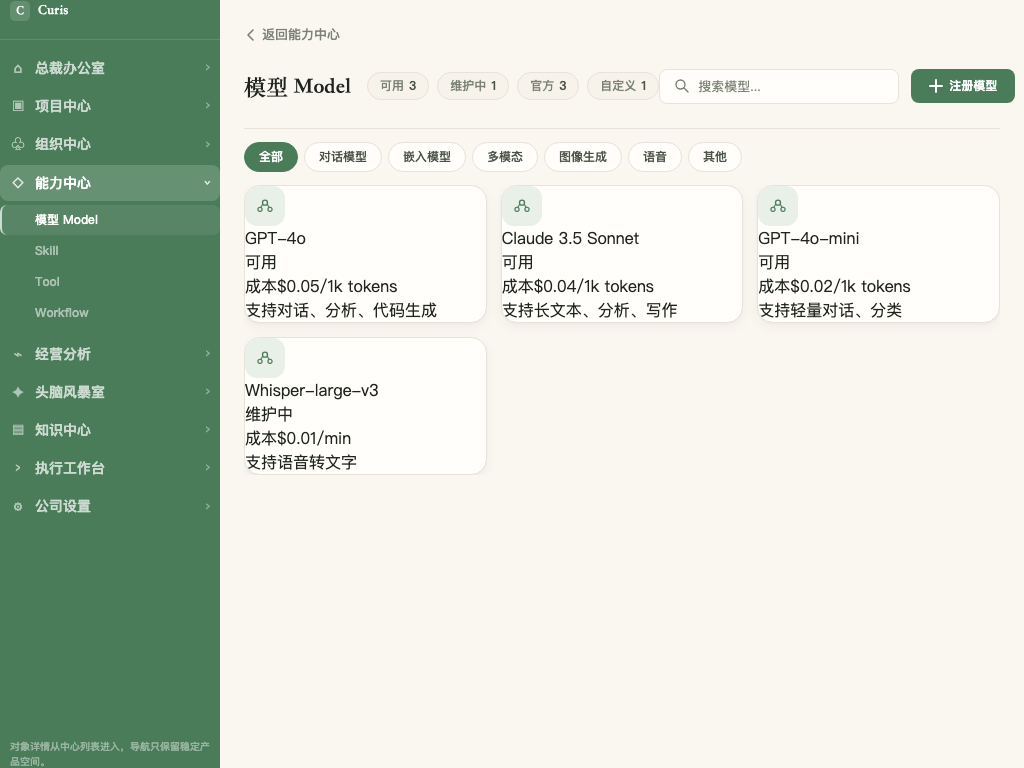 C Curis
总裁办公室
项目中心
组织中心
能力中心
模型 Model
Skill
Tool
Workflow
经营分析
头脑风暴室
知识中心
执行工作台
公司设置
对象详情从中心列表进入，导航只保留稳定产
品空间。
返回能力中心
模型 Model 可用 3 维护中 1 官方 3 自定义 1 搜索模型... 注册模型
全部 对话模型 嵌入模型 多模态 图像生成 语音 其他
GPT-4o
可用
成本$0.05/1k tokens
支持对话、分析、代码生成
Claude 3.5 Sonnet
可用
成本$0.04/1k tokens
支持长文本、分析、写作
GPT-4o-mini
可用
成本$0.02/1k tokens
支持轻量对话、分类
Whisper-large-v3
维护中
成本$0.01/min
支持语音转文字